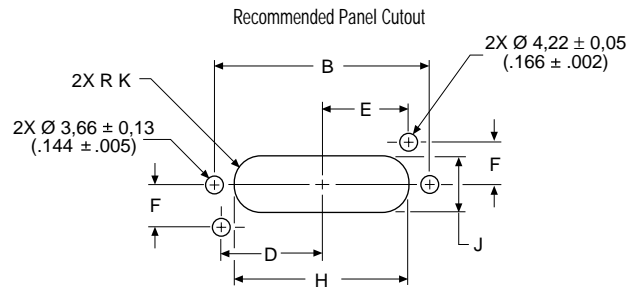 Recommended Panel Cutout
2X Ø 4,22 ± 0,05
(.166 ± .002)
B
2X R K
E
2X Ø 3,66 ± 0,13
(.144 ± .005)
F
F
J
D
H